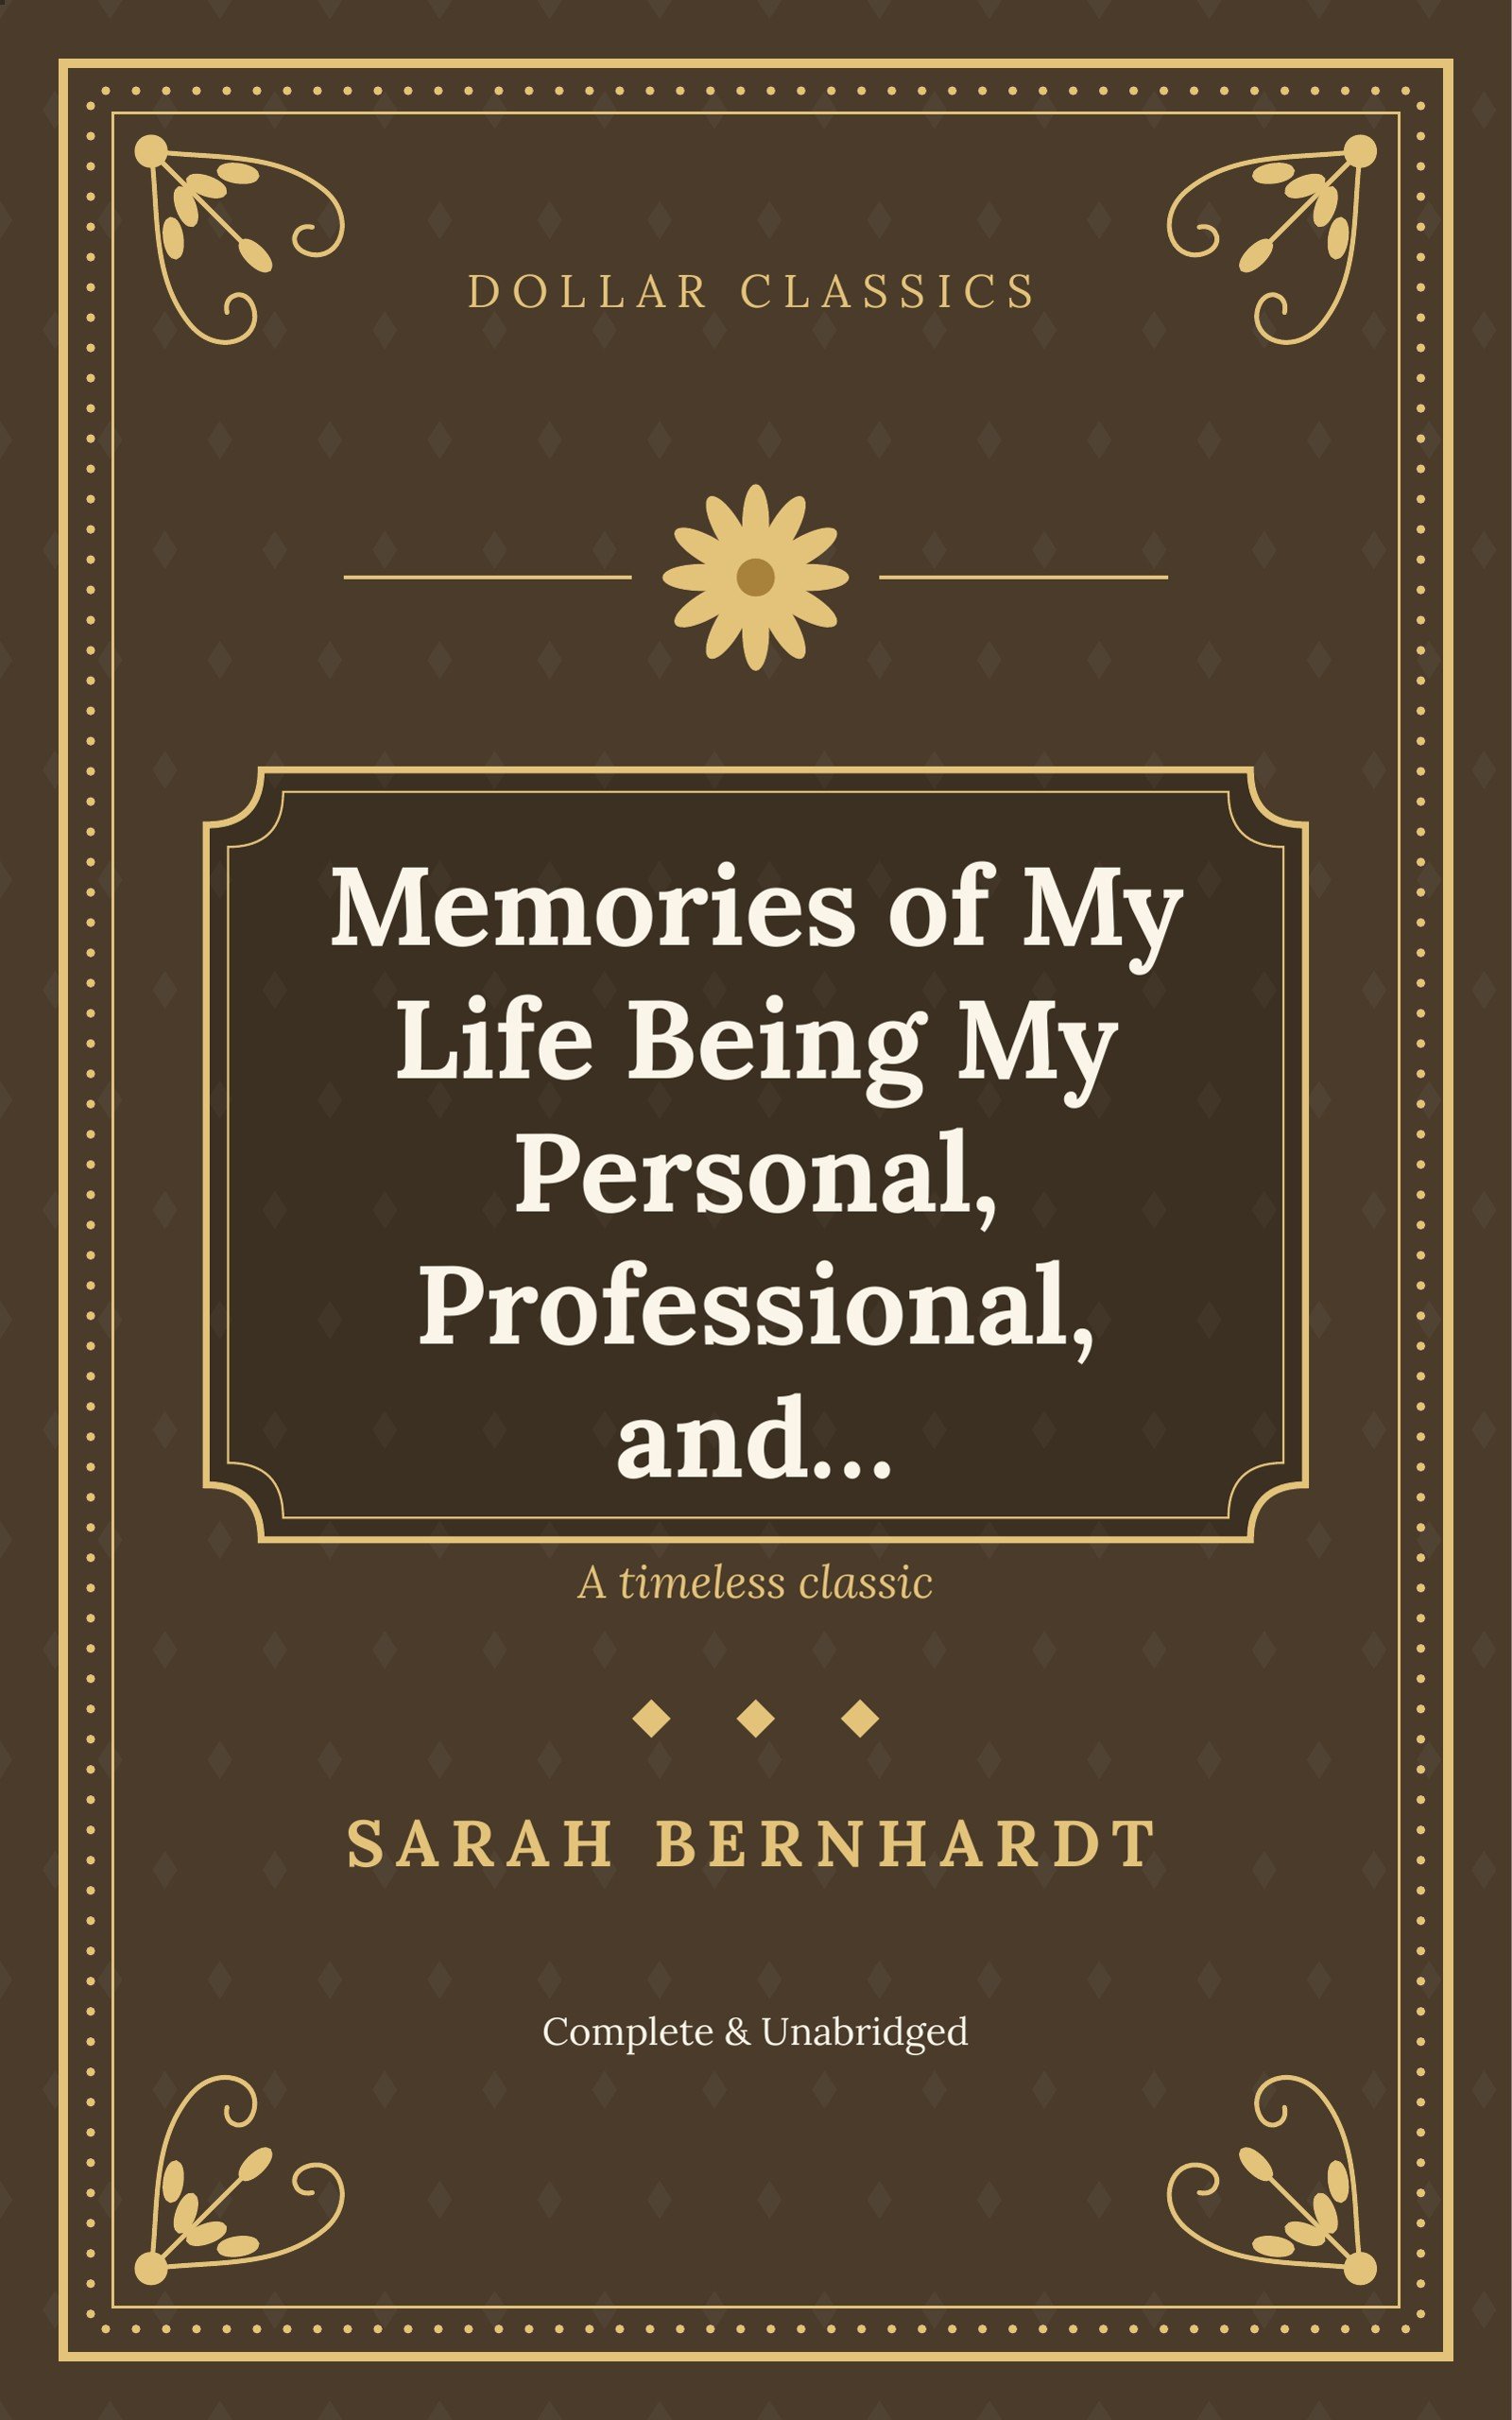 DOLLAR CLASSICS
Memories of My
Life Being My
Personal,
Professional,
and...
A timeless classic
SARAH BERNHARDT
Complete & Unabridged